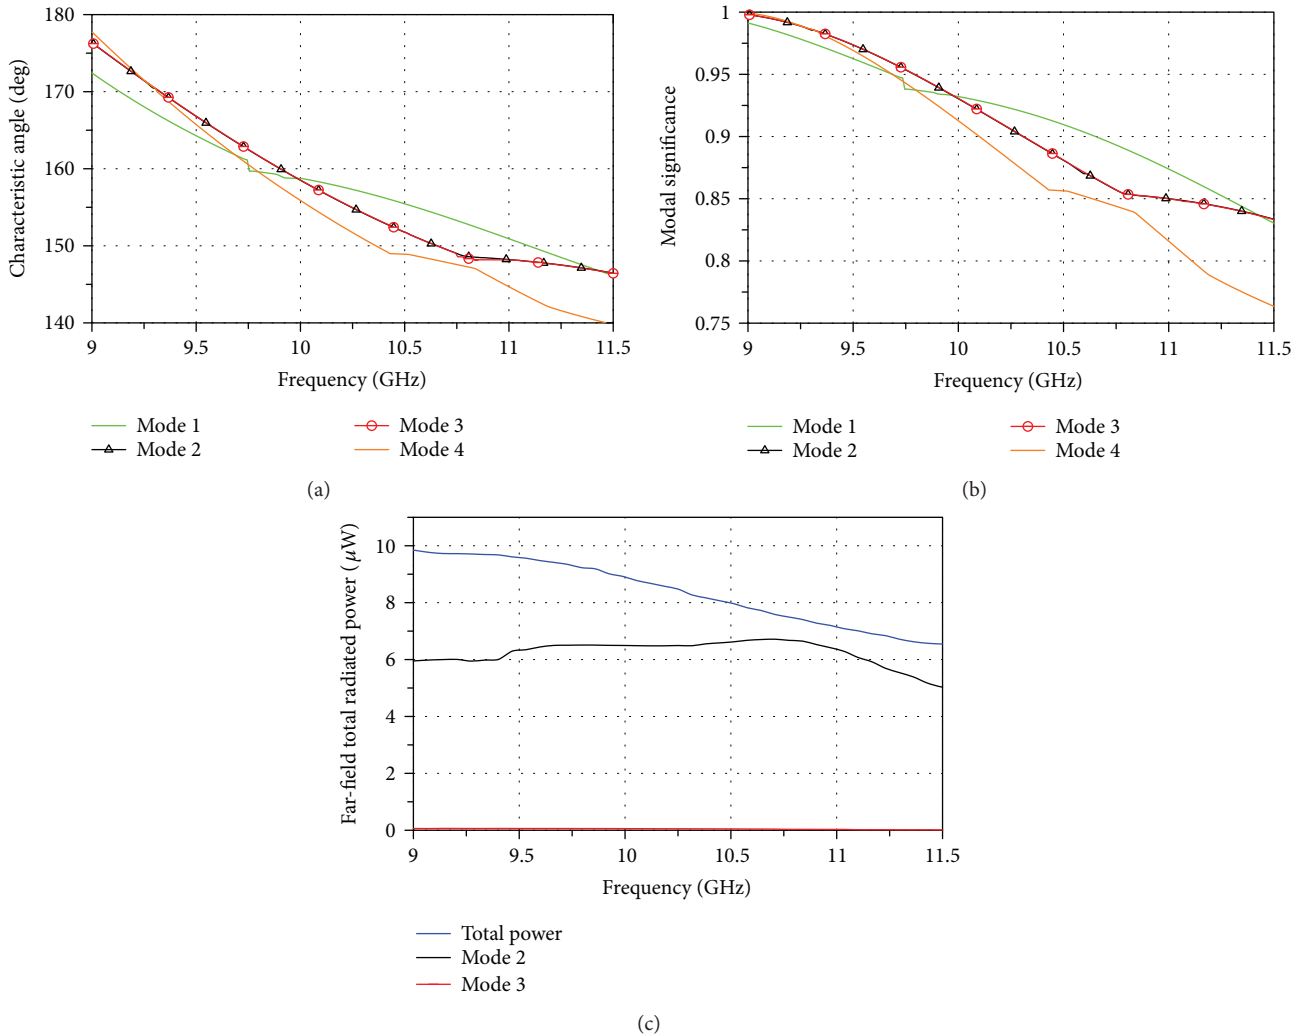 180
170
160
150
140
Characteristic angle (deg)
9
9.5
10
10.5
11
11.5
Frequency (GHz)
Mode 1
Mode 2
Mode 3
Mode 4
(a)
1
0.95
0.9
0.85
0.8
0.75
Modal significance
9
9.5
10
10.5
11
11.5
Frequency (GHz)
Mode 1
Mode 2
Mode 3
Mode 4
(b)
10
8
6
4
2
0
Far-field total radiated power (μW)
9
9.5
10
10.5
11
11.5
Frequency (GHz)
Total power
Mode 2
Mode 3
(c)